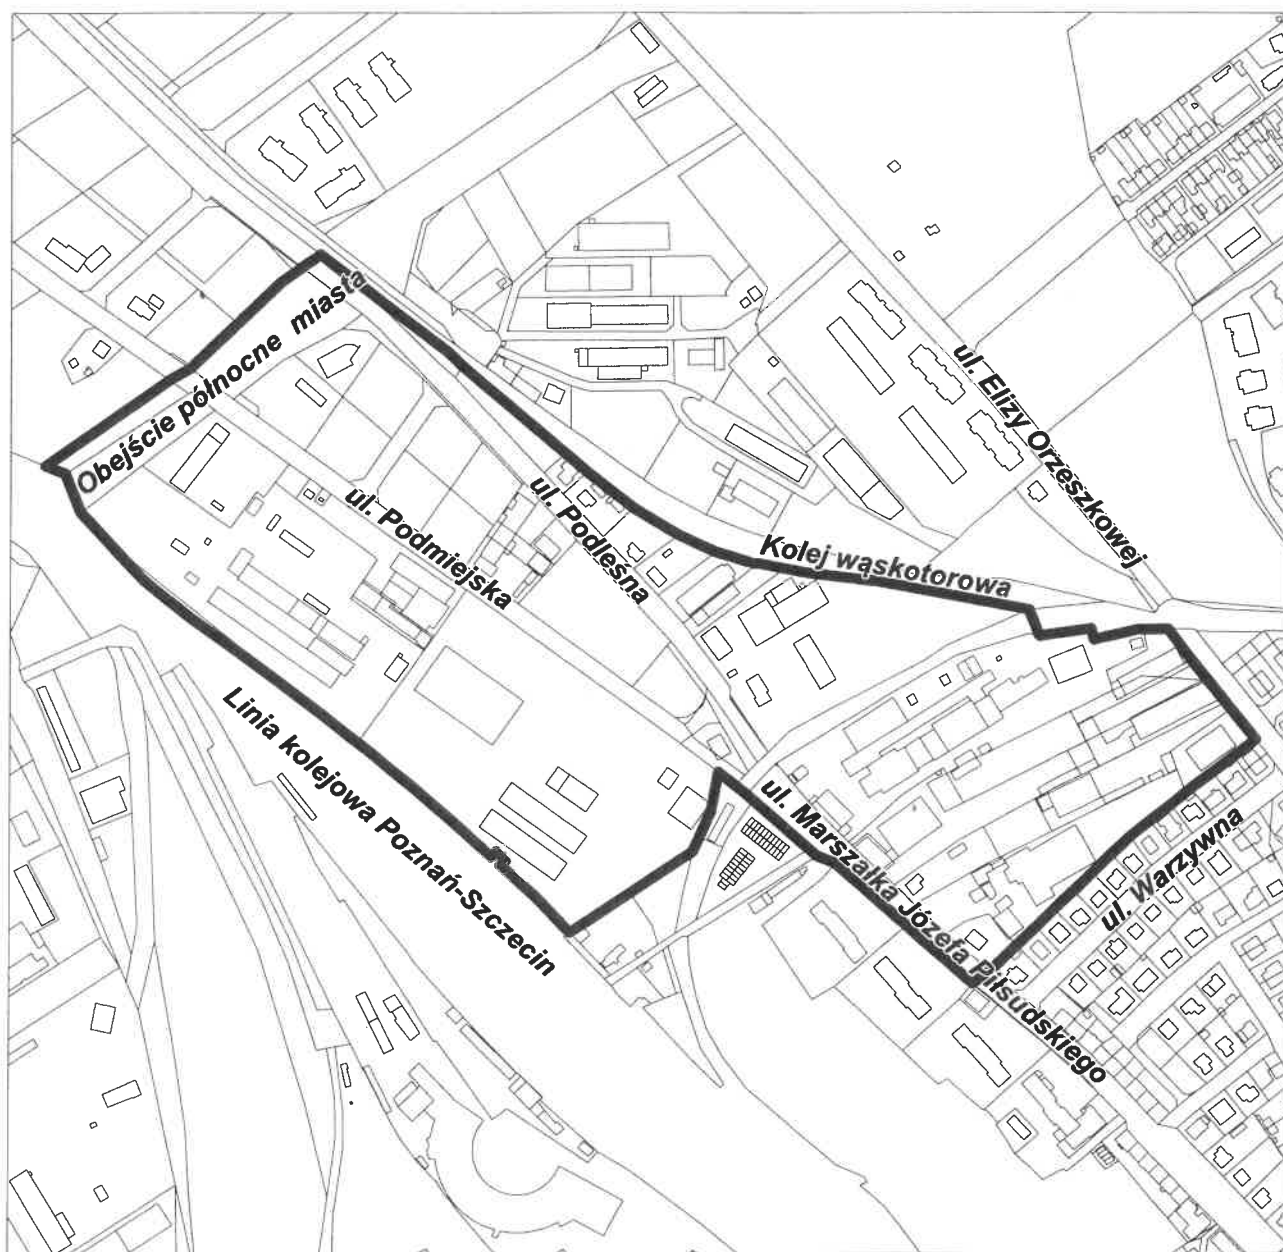 Obejście północne miasta
ul. Elizy Orzeszkowej
ul. Podmiejska
ul. Podleśna
Kolej wąskotorowa
Linia kolejowa Poznań-Szczecin
ul. Marszałka Józefa Piłsudskiego
ul. Warzywna